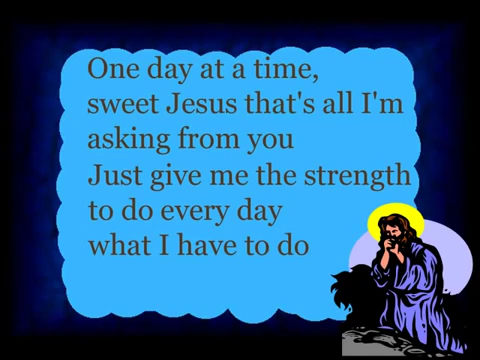 One day at a time,
sweet Jesus that's all I'm
asking from you
Just give me the strength
to do every day
what I have to do